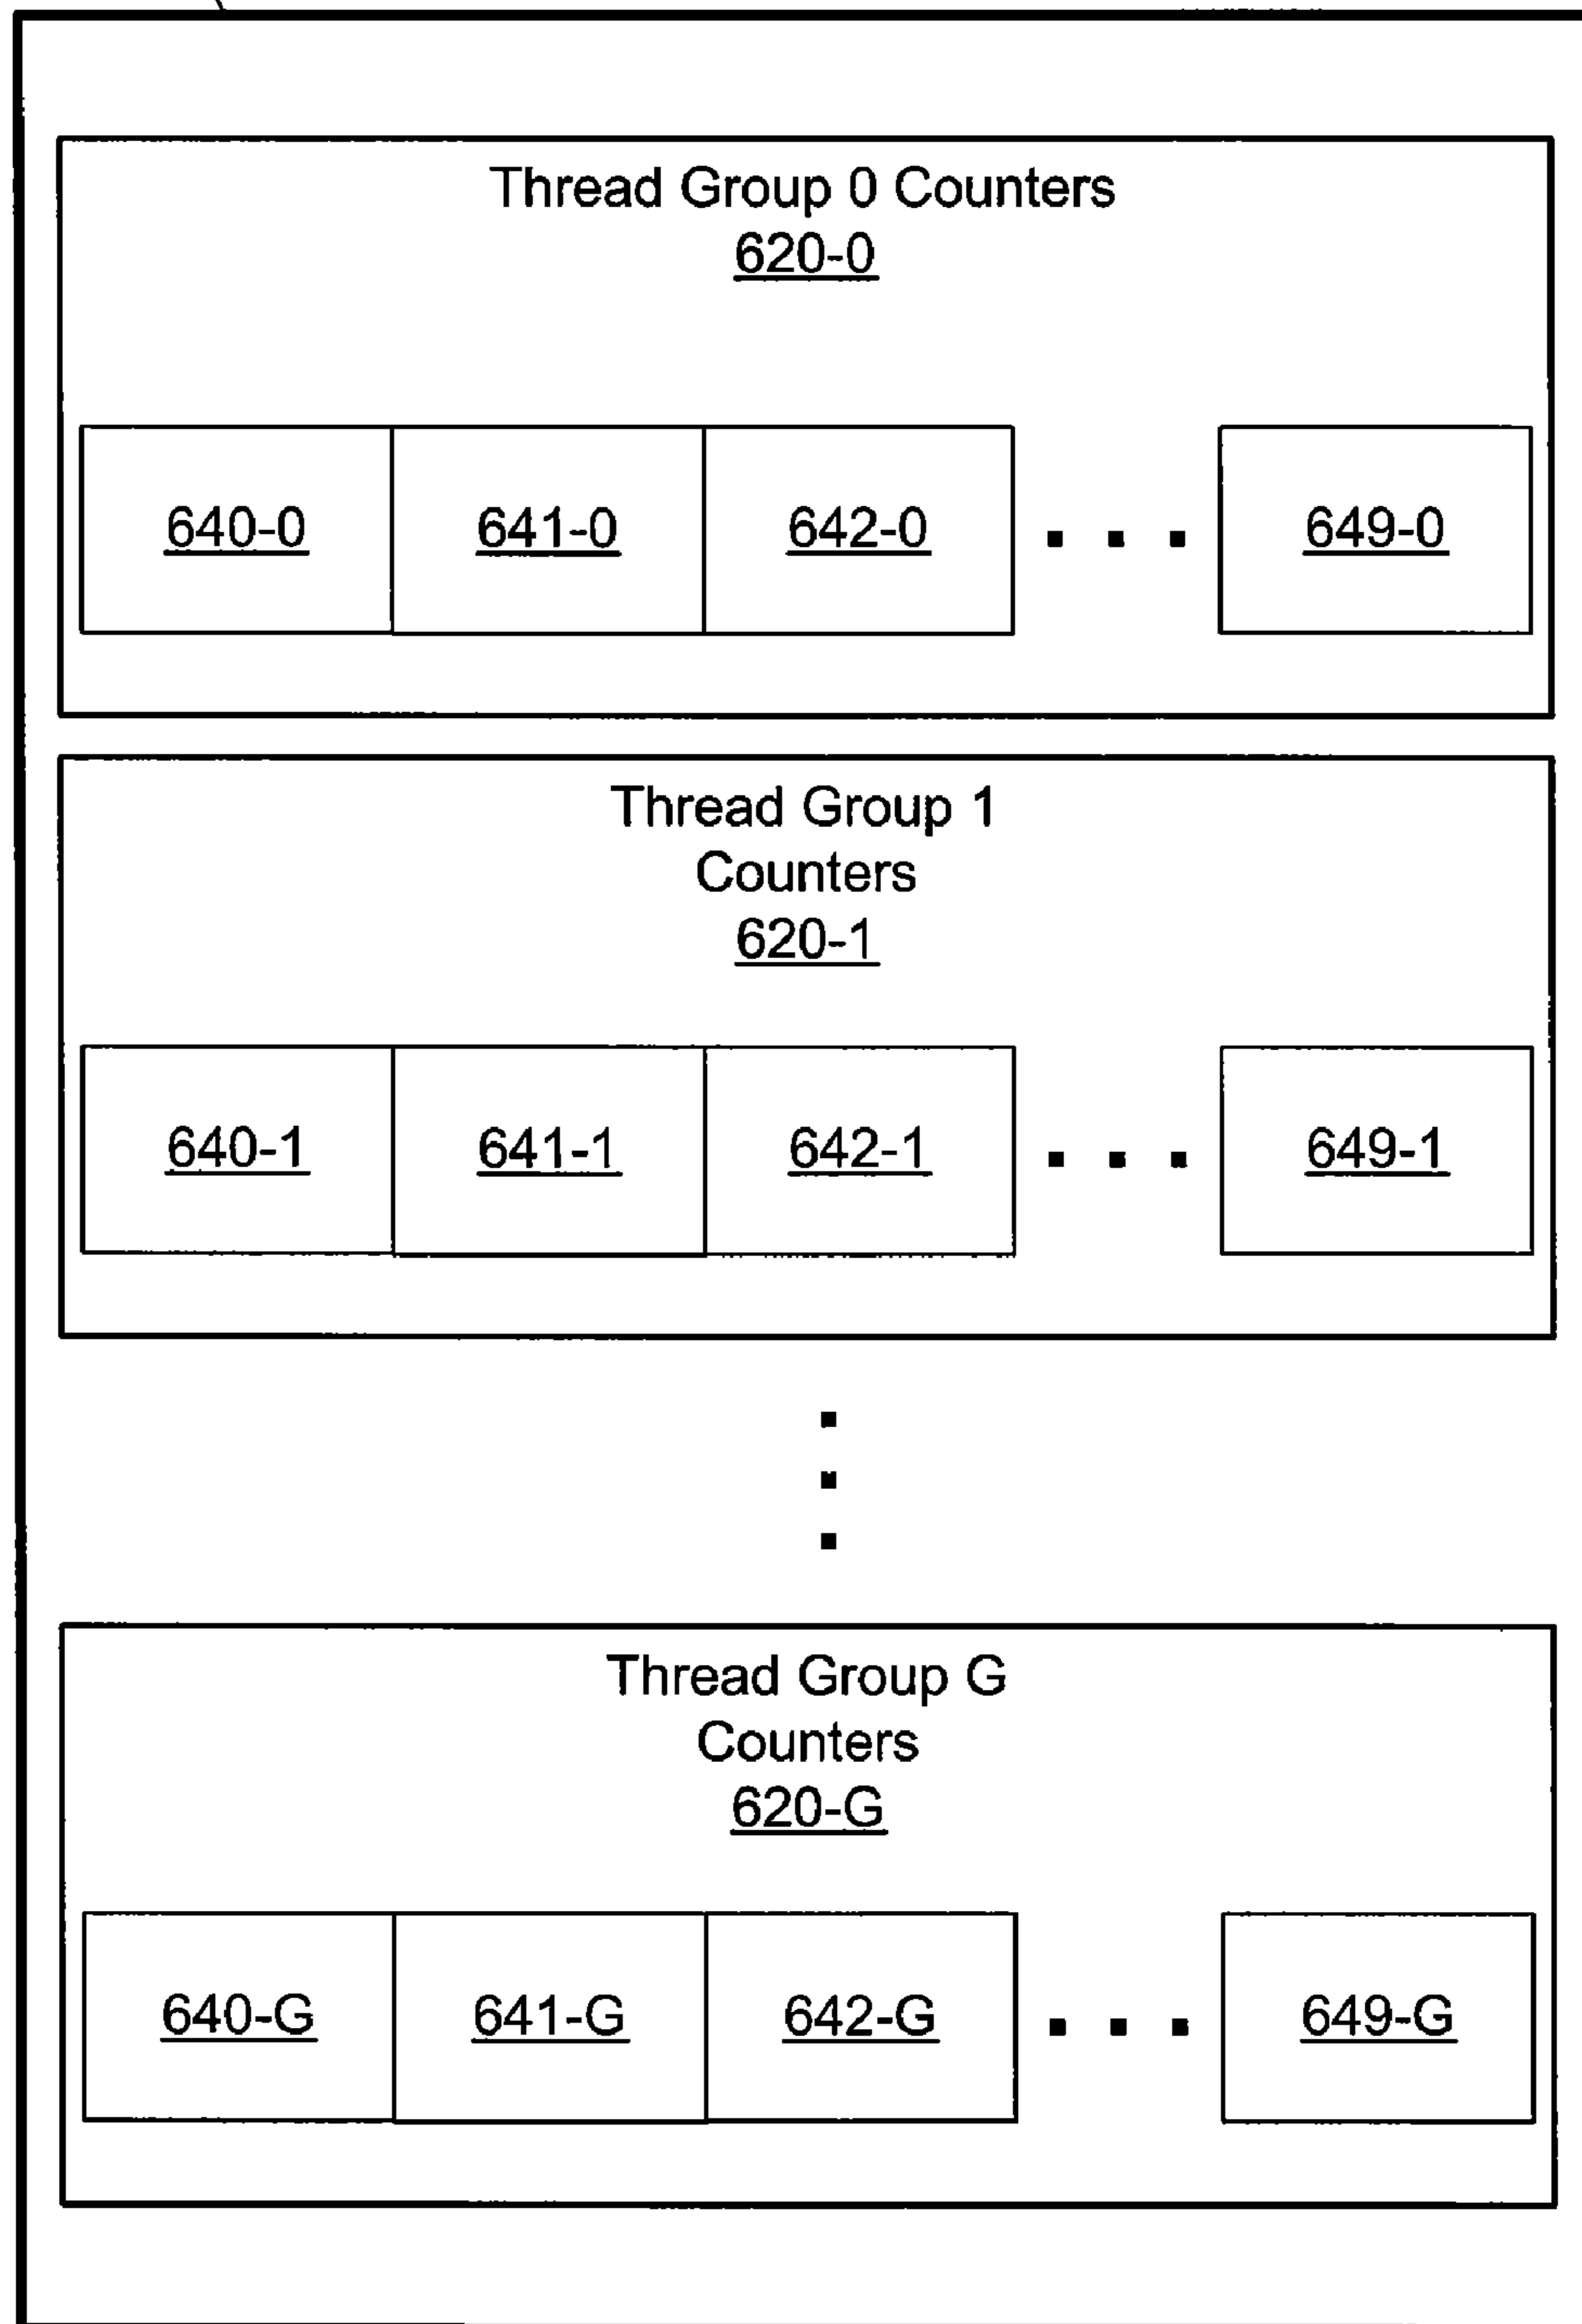 Thread Group 0 Counters
620-0
640-0 641-0 642-0 . . . 649-0
Thread Group 1
Counters
620-1
640-1 641-1 642-1 . . . 649-1
.
.
.
Thread Group G
Counters
620-G
640-G 641-G 642-G . . . 649-G